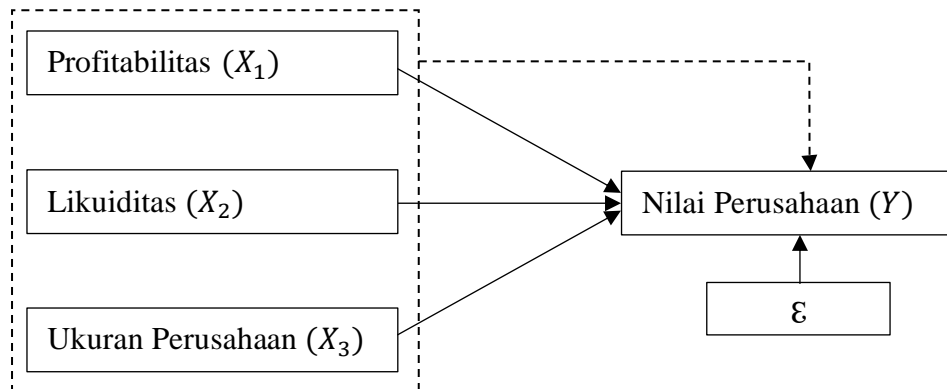 Profitabilitas (𝑋₁)
Likuiditas (𝑋₂)
Nilai Perusahaan (𝑌)
Ukuran Perusahaan (𝑋₃)
Ɛ